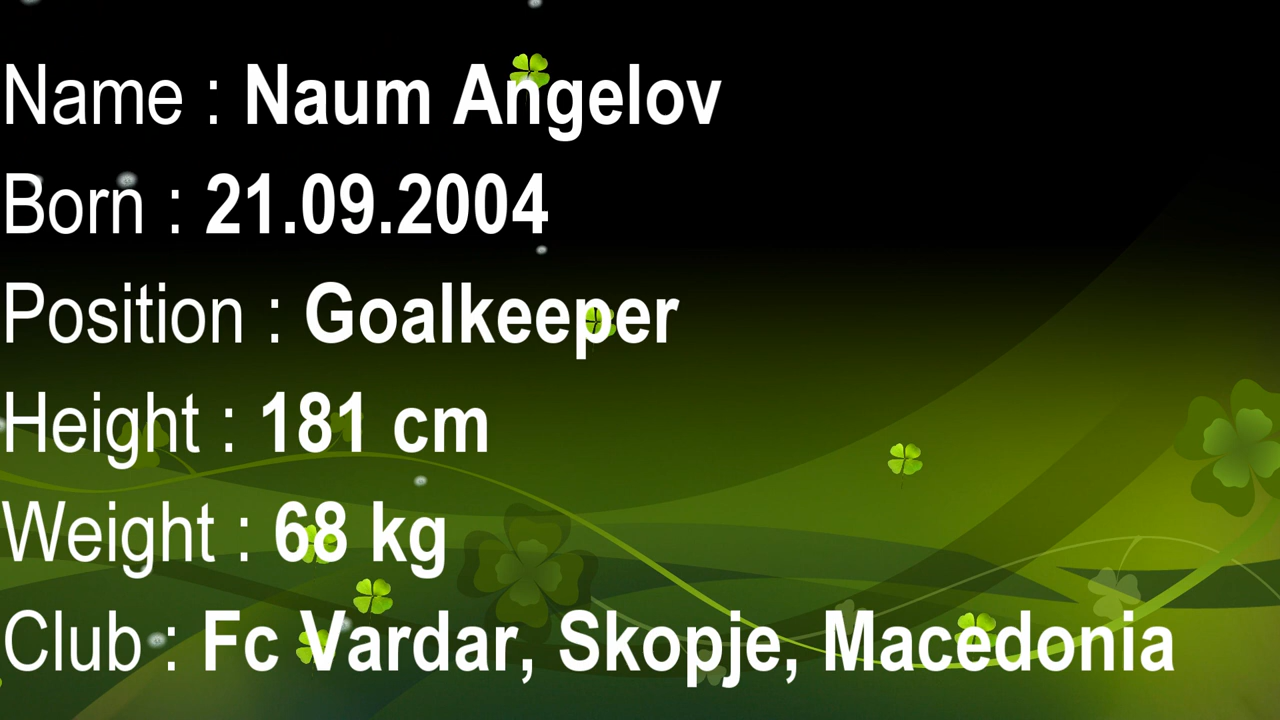 Name : Naum Angelov
Born : 21.09.2004
Position : Goalkeeper
Height : 181 cm
Weight : 68 kg
Club : Fc Vardar, Skopje, Macedonia